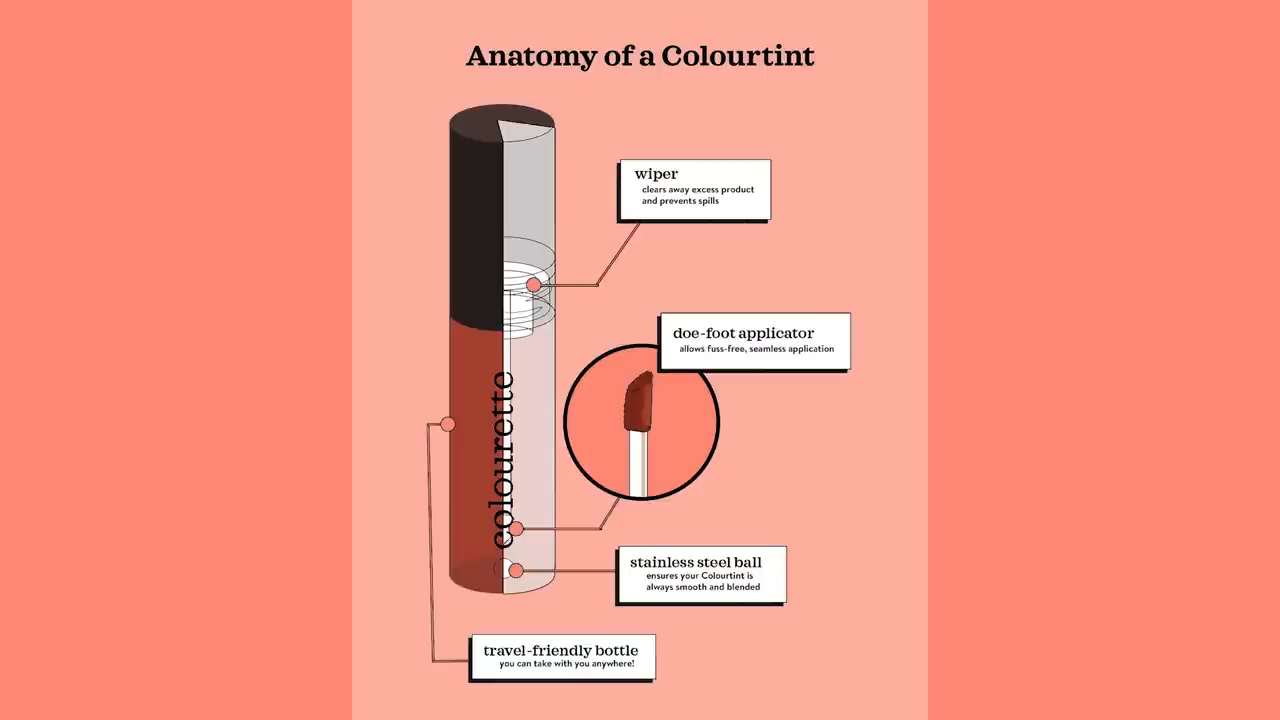 Anatomy of a Colourtint
wiper
clears away excess product
and prevents spills
doe-foot applicator
allows fuss-free, seamless application
colourette
stainless steel ball
ensures your Colourtint is
always smooth and blended
travel-friendly bottle
you can take with you anywhere!